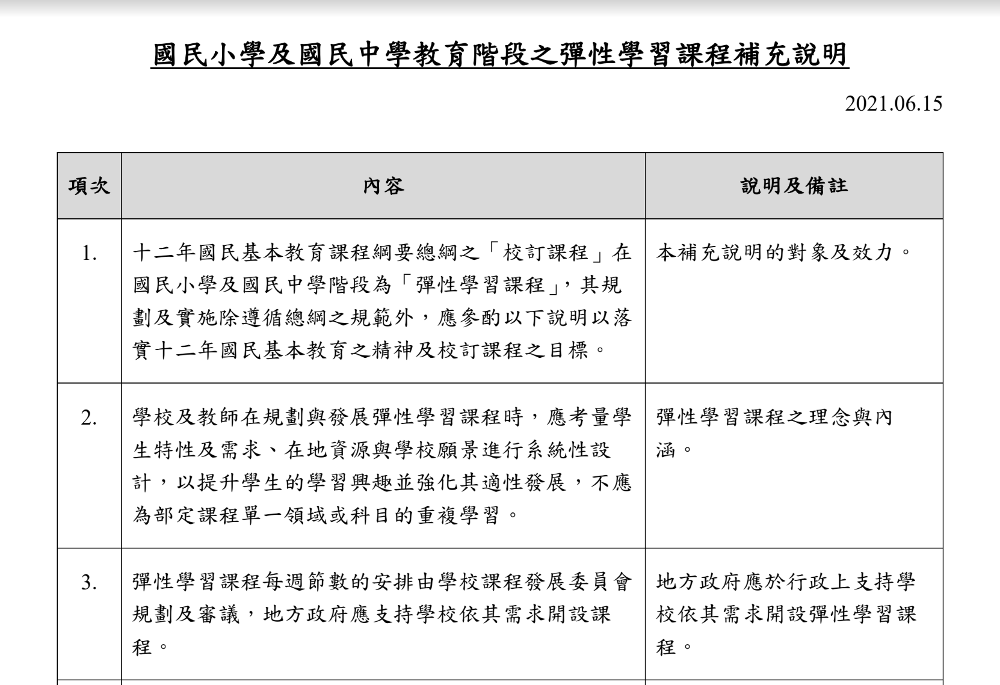 國民小學及國民中學教育階段之彈性學習課程補充說明
2021.06.15
項次
內容
說明及備註
1.
十二年國民基本教育課程綱要總綱之「校訂課程」在
國民小學及國民中學階段為「彈性學習課程」，其規
劃及實施除遵循總綱之規範外，應參酌以下說明以落
實十二年國民基本教育之精神及校訂課程之目標。
本補充說明的對象及效力。
2.
學校及教師在規劃與發展彈性學習課程時，應考量學
生特性及需求、在地資源與學校願景進行系統性設
計，以提升學生的學習興趣並強化其適性發展，不應
為部定課程單一領域或科目的重複學習。
彈性學習課程之理念與內
涵。
3.
彈性學習課程每週節數的安排由學校課程發展委員會
規劃及審議，地方政府應支持學校依其需求開設課
程。
地方政府應於行政上支持學
校依其需求開設彈性學習課
程。